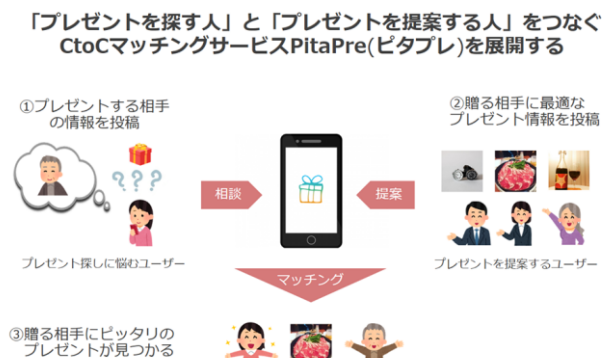 「プレゼントを探す人」と「プレゼントを提案する人」をつなぐ
CtoCマッチングサービスPitaPre(ピタプレ)を展開する
①プレゼントする相手
の情報を投稿
②贈る相手に最適な
プレゼント情報を投稿
？？？
相談
提案
プレゼント探しに悩むユーザー
プレゼントを提案するユーザー
マッチング
③贈る相手にピッタリの
プレゼントが見つかる